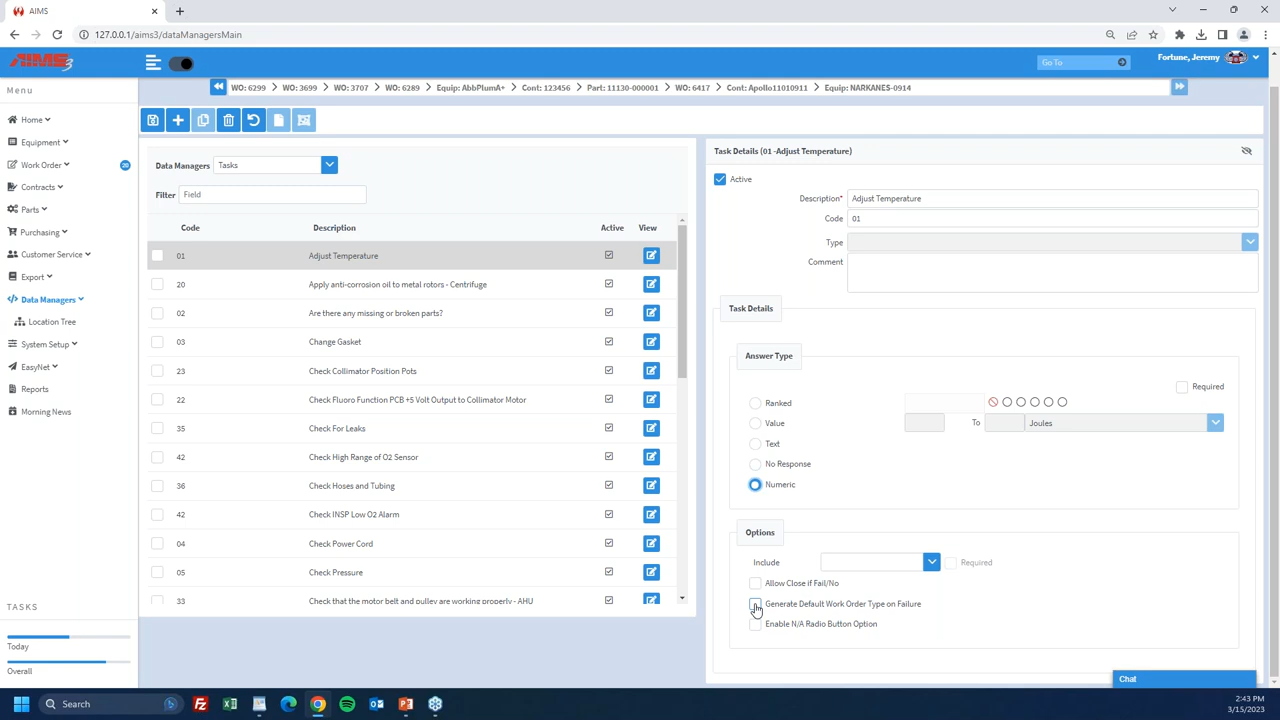 AIMS
127.0.0.1/aims3/dataManagersMain
AIMS 3
Go To
Fortune, Jeremy
Menu
WO: 6299 > WO: 3699 > WO: 3707 > WO: 6289 > Equip: AbbPlumA+ > Cont: 123456 > Part: 11130-000001 > WO: 6417 > Cont: Apollo11010911 > Equip: NARKANES-0914
Home
Equipment
Work Order
20
Contracts
Parts
Purchasing
Customer Service
Export
Data Managers
Location Tree
System Setup
EasyNet
Reports
Morning News
TASKS
Today
Overall
Data Managers Tasks
Filter Field
Code Description Active View
01 Adjust Temperature
20 Apply anti-corrosion oil to metal rotors - Centrifuge
02 Are there any missing or broken parts?
03 Change Gasket
23 Check Collimator Position Pots
22 Check Fluoro Function PCB +5 Volt Output to Collimator Motor
35 Check For Leaks
42 Check High Range of O2 Sensor
36 Check Hoses and Tubing
42 Check INSP Low O2 Alarm
04 Check Power Cord
05 Check Pressure
33 Check that the motor belt and pulley are working properly - AHU
Task Details (01 -Adjust Temperature)
Active
Description* Adjust Temperature
Code 01
Type
Comment
Task Details
Answer Type
Required
Ranked
Value To Joules
Text
No Response
Numeric
Options
Include Required
Allow Close if Fail/No
Generate Default Work Order Type on Failure
Enable N/A Radio Button Option
Chat
Search
2:43 PM
3/15/2023